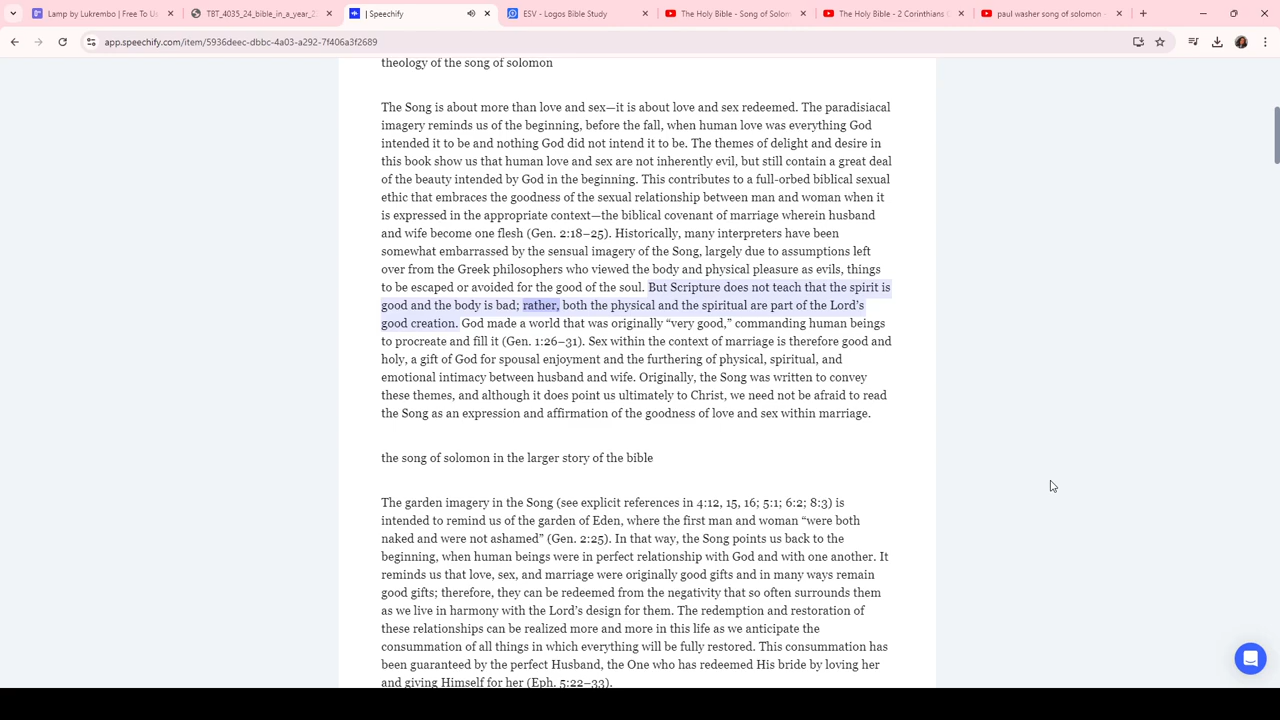 Lamp by Lukrembo | Free To Us
TBT_4035_24_bible_in_a_year_2
| Speechify
ESV - Logos Bible Study
The Holy Bible - Song of Solom
The Holy Bible - 2 Corinthians
paul washer song of solomon -
app.speechify.com/item/5936deec-dbbc-4a03-a292-7f406a3f2689
theology of the song of solomon
The Song is about more than love and sex—it is about love and sex redeemed. The paradisiacal
imagery reminds us of the beginning, before the fall, when human love was everything God
intended it to be and nothing God did not intend it to be. The themes of delight and desire in
this book show us that human love and sex are not inherently evil, but still contain a great deal
of the beauty intended by God in the beginning. This contributes to a full-orbed biblical sexual
ethic that embraces the goodness of the sexual relationship between man and woman when it
is expressed in the appropriate context—the biblical covenant of marriage wherein husband
and wife become one flesh (Gen. 2:18–25). Historically, many interpreters have been
somewhat embarrassed by the sensual imagery of the Song, largely due to assumptions left
over from the Greek philosophers who viewed the body and physical pleasure as evils, things
to be escaped or avoided for the good of the soul. But Scripture does not teach that the spirit is
good and the body is bad; rather, both the physical and the spiritual are part of the Lord's
good creation. God made a world that was originally “very good,” commanding human beings
to procreate and fill it (Gen. 1:26–31). Sex within the context of marriage is therefore good and
holy, a gift of God for spousal enjoyment and the furthering of physical, spiritual, and
emotional intimacy between husband and wife. Originally, the Song was written to convey
these themes, and although it does point us ultimately to Christ, we need not be afraid to read
the Song as an expression and affirmation of the goodness of love and sex within marriage.
the song of solomon in the larger story of the bible
The garden imagery in the Song (see explicit references in 4:12, 15, 16; 5:1; 6:2; 8:3) is
intended to remind us of the garden of Eden, where the first man and woman “were both
naked and were not ashamed” (Gen. 2:25). In that way, the Song points us back to the
beginning, when human beings were in perfect relationship with God and with one another. It
reminds us that love, sex, and marriage were originally good gifts and in many ways remain
good gifts; therefore, they can be redeemed from the negativity that so often surrounds them
as we live in harmony with the Lord's design for them. The redemption and restoration of
these relationships can be realized more and more in this life as we anticipate the
consummation of all things in which everything will be fully restored. This consummation has
been guaranteed by the perfect Husband, the One who has redeemed His bride by loving her
and giving Himself for her (Eph. 5:22–33).